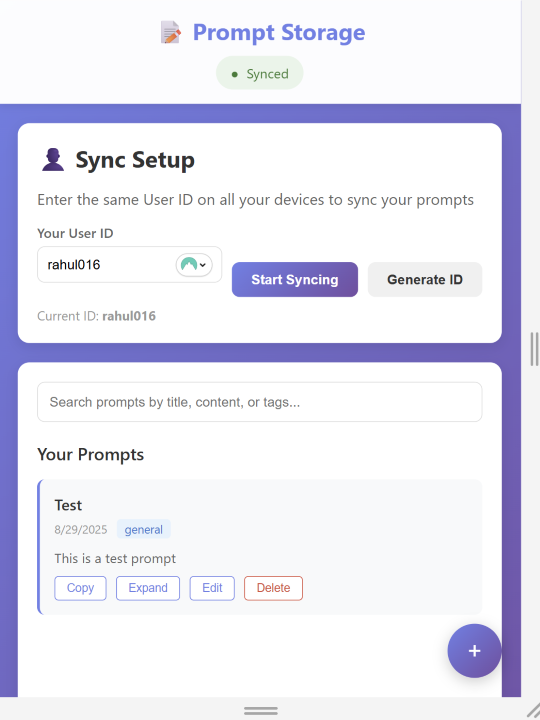 Prompt Storage
● Synced
Sync Setup
Enter the same User ID on all your devices to sync your prompts
Your User ID
rahul016
Start Syncing
Generate ID
Current ID: rahul016
Search prompts by title, content, or tags...
Your Prompts
Test
8/29/2025 general
This is a test prompt
Copy Expand Edit Delete
+